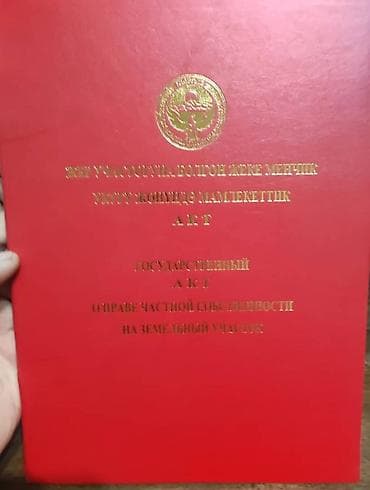 ЖЕР УЧАСТОГУНА БОЛГОН ЖЕКЕ МЕНЧИК
УКУГУ ЖӨНҮНДӨ МАМЛЕКЕТТИК
АКТ
ГОСУДАРСТВЕННЫЙ
АКТ
О ПРАВЕ ЧАСТНОЙ СОБСТВЕННОСТИ
НА ЗЕМЕЛЬНЫЙ УЧАСТОК